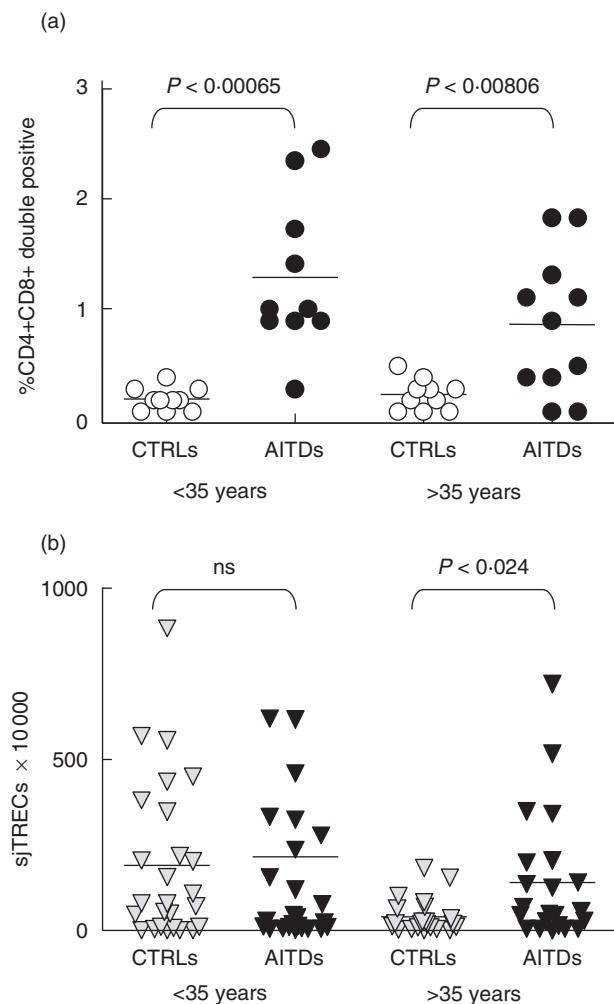 (a)
P < 0·00065
P < 0·00806
%CD4+CD8+ double positive
3
2
1
0
CTRLs
AITDs
CTRLs
AITDs
<35 years
>35 years
(b)
ns
P < 0·024
sjTRECs × 10 000
1000
500
0
CTRLs
AITDs
CTRLs
AITDs
<35 years
>35 years